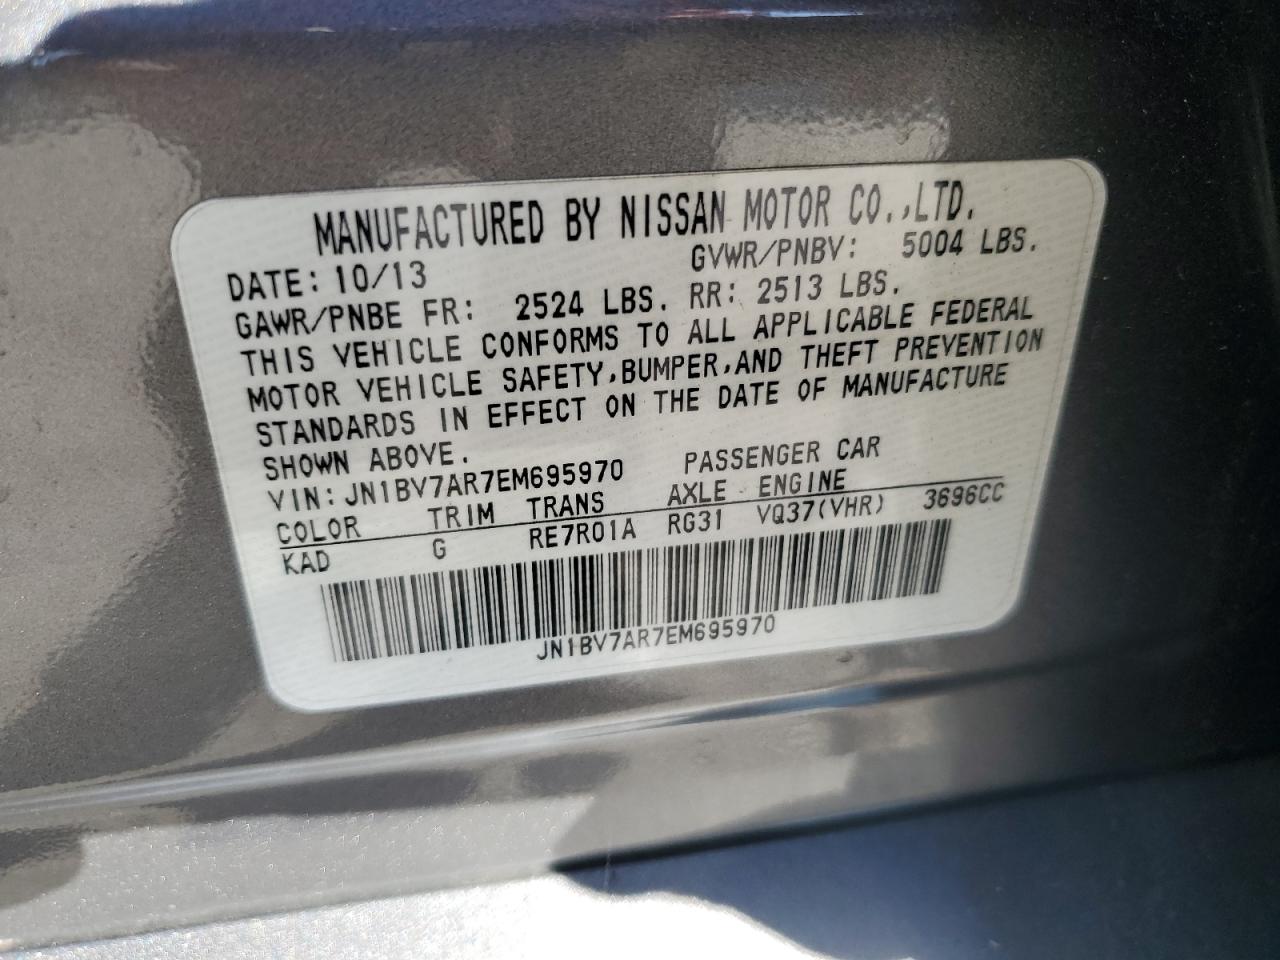 MANUFACTURED BY NISSAN MOTOR CO.,LTD.
DATE: 10/13 GVWR/PNBV: 5004 LBS.
GAWR/PNBE FR: 2524 LBS. RR: 2513 LBS.
THIS VEHICLE CONFORMS TO ALL APPLICABLE FEDERAL
MOTOR VEHICLE SAFETY,BUMPER,AND THEFT PREVENTION
STANDARDS IN EFFECT ON THE DATE OF MANUFACTURE
SHOWN ABOVE.
VIN: JN1BV7AR7EM695970 PASSENGER CAR
COLOR TRIM TRANS AXLE ENGINE
KAD G RE7R01A RG31 VQ37(VHR) 3696CC
JN1BV7AR7EM695970